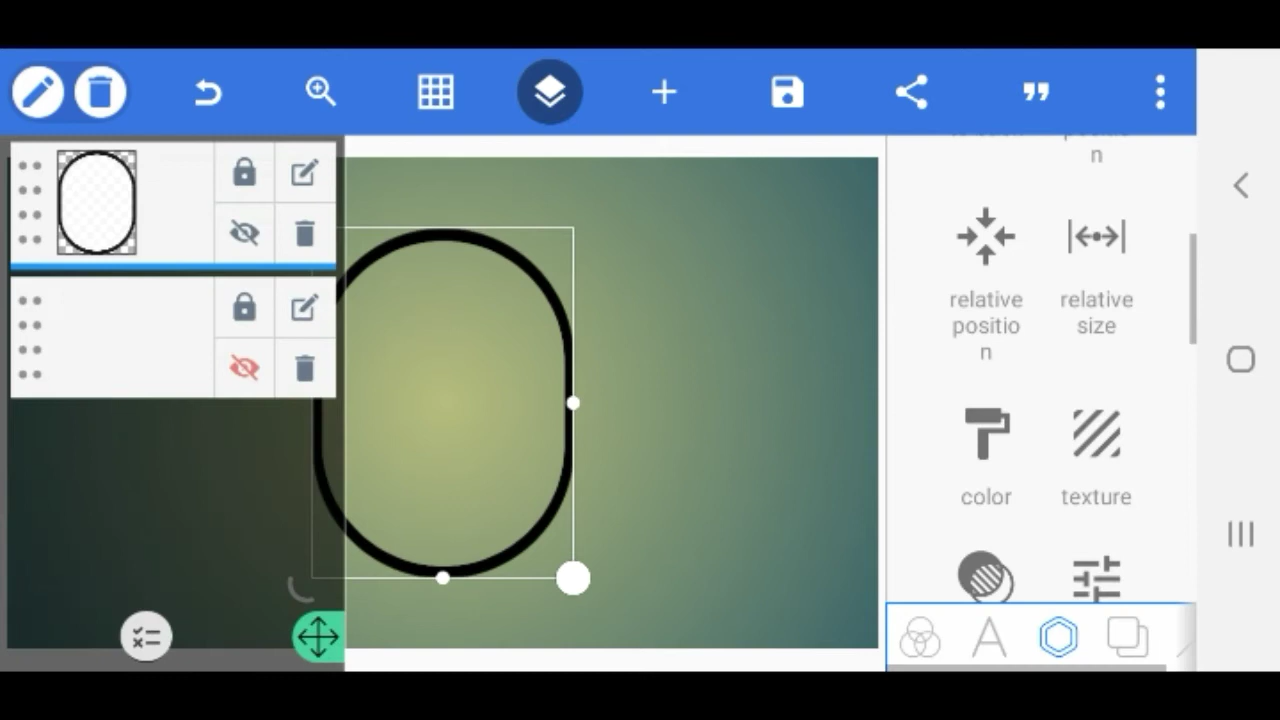 n
relative
positio
n
relative
size
color
texture